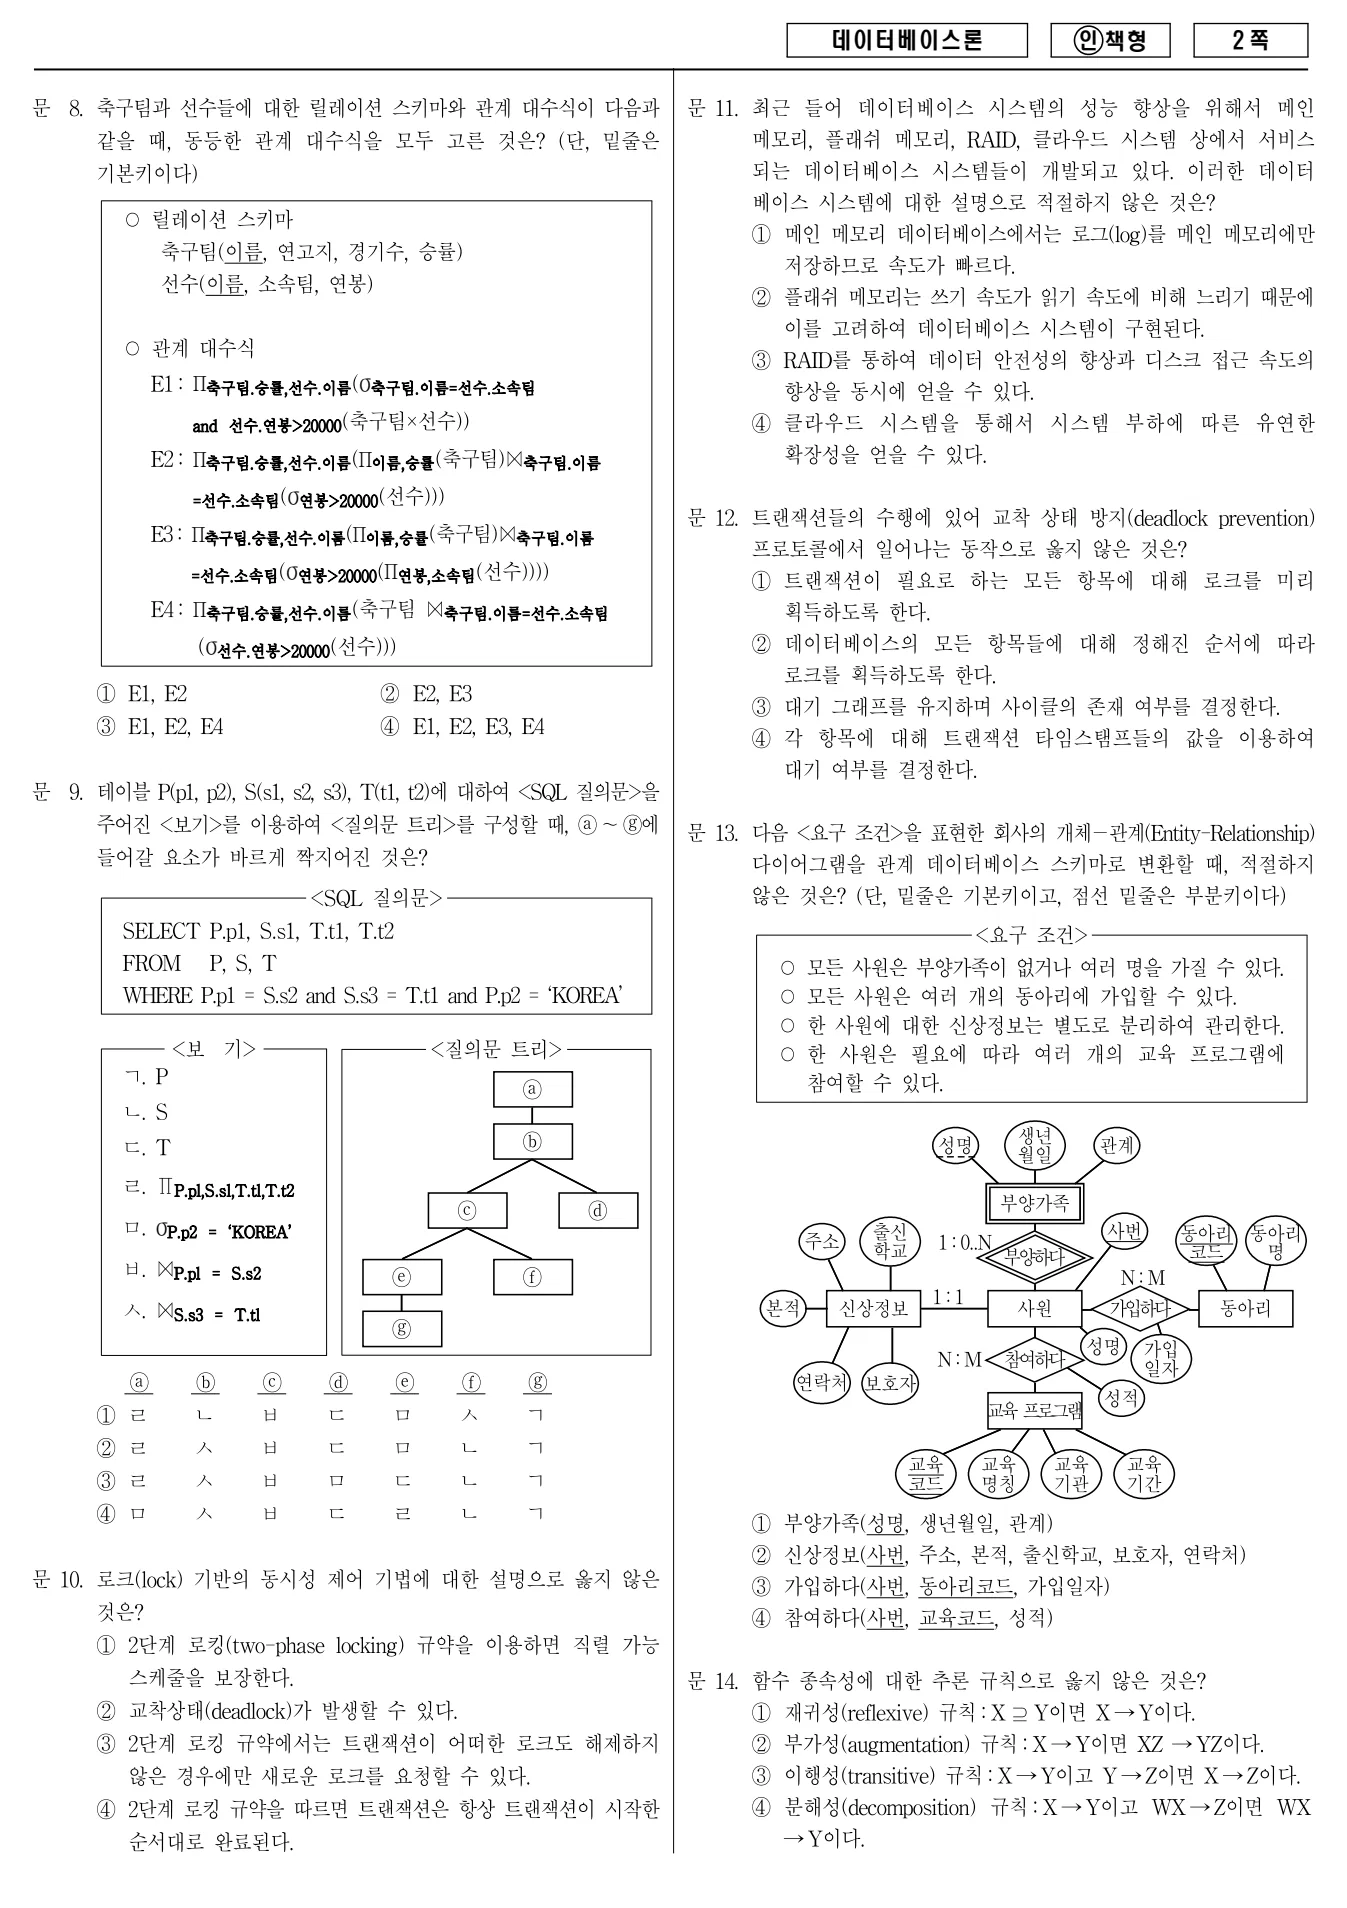 데이터베이스론 ㉑책형 2 쪽
문 8. 축구팀과 선수들에 대한 릴레이션 스키마와 관계 대수식이 다음과
같을 때, 동등한 관계 대수식을 모두 고른 것은? (단, 밑줄은
기본키이다)
○ 릴레이션 스키마
축구팀(이름, 연고지, 경기수, 승률)
선수(이름, 소속팀, 연봉)
○ 관계 대수식
E1 : Π축구팀.승률,선수.이름(σ축구팀.이름=선수.소속팀
and 선수.연봉>20000(축구팀×선수))
E2 : Π축구팀.승률,선수.이름(Π이름,승률(축구팀)⋈축구팀.이름
=선수.소속팀(σ연봉>20000(선수)))
E3 : Π축구팀.승률,선수.이름(Π이름,승률(축구팀)⋈축구팀.이름
=선수.소속팀(σ연봉>20000(Π연봉,소속팀(선수))))
E4 : Π축구팀.승률,선수.이름(축구팀 ⋈축구팀.이름=선수.소속팀
(σ선수.연봉>20000(선수)))
① E1, E2 ② E2, E3
③ E1, E2, E4 ④ E1, E2, E3, E4
문 9. 테이블 P(p1, p2), S(s1, s2, s3), T(t1, t2)에 대하여 <SQL 질의문>을
주어진 <보기>를 이용하여 <질의문 트리>를 구성할 때, ⓐ ~ ⓖ에
들어갈 요소가 바르게 짝지어진 것은?
<SQL 질의문>
SELECT P.p1, S.s1, T.t1, T.t2
FROM P, S, T
WHERE P.p1 = S.s2 and S.s3 = T.t1 and P.p2 = ‘KOREA’
<보 기>
ㄱ. P
ㄴ. S
ㄷ. T
ㄹ. ΠP.p1,S.s1,T.t1,T.t2
ㅁ. σP.p2 = ‘KOREA’
ㅂ. ⋈P.p1 = S.s2
ㅅ. ⋈S.s3 = T.t1
<질의문 트리>
ⓐ
ⓑ
ⓒ ⓓ
ⓔ ⓕ
ⓖ
ⓐ ⓑ ⓒ ⓓ ⓔ ⓕ ⓖ
① ㄹ ㄴ ㅂ ㄷ ㅁ ㅅ ㄱ
② ㄹ ㅅ ㅂ ㄷ ㅁ ㄴ ㄱ
③ ㄹ ㅅ ㅂ ㅁ ㄷ ㄴ ㄱ
④ ㅁ ㅅ ㅂ ㄷ ㄹ ㄴ ㄱ
문 10. 로크(lock) 기반의 동시성 제어 기법에 대한 설명으로 옳지 않은
것은?
① 2단계 로킹(two-phase locking) 규약을 이용하면 직렬 가능
스케줄을 보장한다.
② 교착상태(deadlock)가 발생할 수 있다.
③ 2단계 로킹 규약에서는 트랜잭션이 어떠한 로크도 해제하지
않은 경우에만 새로운 로크를 요청할 수 있다.
④ 2단계 로킹 규약을 따르면 트랜잭션은 항상 트랜잭션이 시작한
순서대로 완료된다.
문 11. 최근 들어 데이터베이스 시스템의 성능 향상을 위해서 메인
메모리, 플래쉬 메모리, RAID, 클라우드 시스템 상에서 서비스
되는 데이터베이스 시스템들이 개발되고 있다. 이러한 데이터
베이스 시스템에 대한 설명으로 적절하지 않은 것은?
① 메인 메모리 데이터베이스에서는 로그(log)를 메인 메모리에만
저장하므로 속도가 빠르다.
② 플래쉬 메모리는 쓰기 속도가 읽기 속도에 비해 느리기 때문에
이를 고려하여 데이터베이스 시스템이 구현된다.
③ RAID를 통하여 데이터 안전성의 향상과 디스크 접근 속도의
향상을 동시에 얻을 수 있다.
④ 클라우드 시스템을 통해서 시스템 부하에 따른 유연한
확장성을 얻을 수 있다.
문 12. 트랜잭션들의 수행에 있어 교착 상태 방지(deadlock prevention)
프로토콜에서 일어나는 동작으로 옳지 않은 것은?
① 트랜잭션이 필요로 하는 모든 항목에 대해 로크를 미리
획득하도록 한다.
② 데이터베이스의 모든 항목들에 대해 정해진 순서에 따라
로크를 획득하도록 한다.
③ 대기 그래프를 유지하며 사이클의 존재 여부를 결정한다.
④ 각 항목에 대해 트랜잭션 타임스탬프들의 값을 이용하여
대기 여부를 결정한다.
문 13. 다음 <요구 조건>을 표현한 회사의 개체-관계(Entity-Relationship)
다이어그램을 관계 데이터베이스 스키마로 변환할 때, 적절하지
않은 것은? (단, 밑줄은 기본키이고, 점선 밑줄은 부분키이다)
<요구 조건>
○ 모든 사원은 부양가족이 없거나 여러 명을 가질 수 있다.
○ 모든 사원은 여러 개의 동아리에 가입할 수 있다.
○ 한 사원에 대한 신상정보는 별도로 분리하여 관리한다.
○ 한 사원은 필요에 따라 여러 개의 교육 프로그램에
참여할 수 있다.
성명 생년 월일 관계
부양가족
주소 출신 학교 1 : 0..N 부양하다 사번 동아리 코드 동아리 명
N : M
본적 신상정보 1 : 1 사원 가입하다 동아리
성명 가입 일자
N : M 참여하다
연락처 보호자 성적
교육 프로그램
교육 코드 교육 명칭 교육 기관 교육 기간
① 부양가족(성명, 생년월일, 관계)
② 신상정보(사번, 주소, 본적, 출신학교, 보호자, 연락처)
③ 가입하다(사번, 동아리코드, 가입일자)
④ 참여하다(사번, 교육코드, 성적)
문 14. 함수 종속성에 대한 추론 규칙으로 옳지 않은 것은?
① 재귀성(reflexive) 규칙 : X ⊇ Y이면 X → Y이다.
② 부가성(augmentation) 규칙 : X → Y이면 XZ → YZ이다.
③ 이행성(transitive) 규칙 : X → Y이고 Y → Z이면 X → Z이다.
④ 분해성(decomposition) 규칙 : X → Y이고 WX → Z이면 WX
→ Y이다.